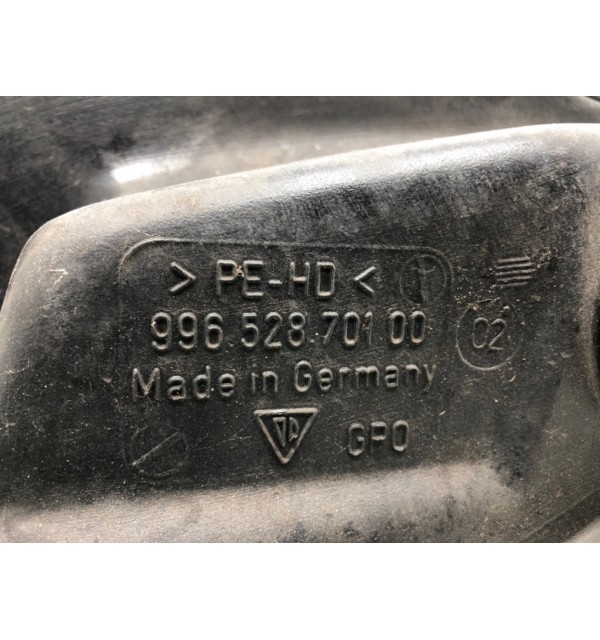 > PE-HD <
996.528.701.00 02
Made in Germany
GPO